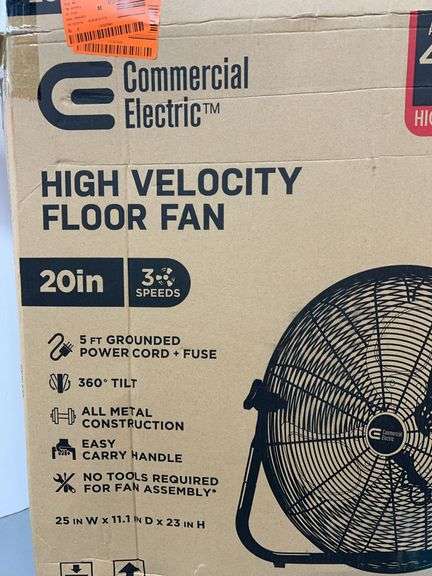 Commercial
Electric™
HIGH VELOCITY
FLOOR FAN
20in
3
SPEEDS
5 FT GROUNDED
POWER CORD + FUSE
360° TILT
ALL METAL
CONSTRUCTION
EASY
CARRY HANDLE
NO TOOLS REQUIRED
FOR FAN ASSEMBLY*
25 IN W x 11.1 IN D x 23 IN H
Commercial
Electric